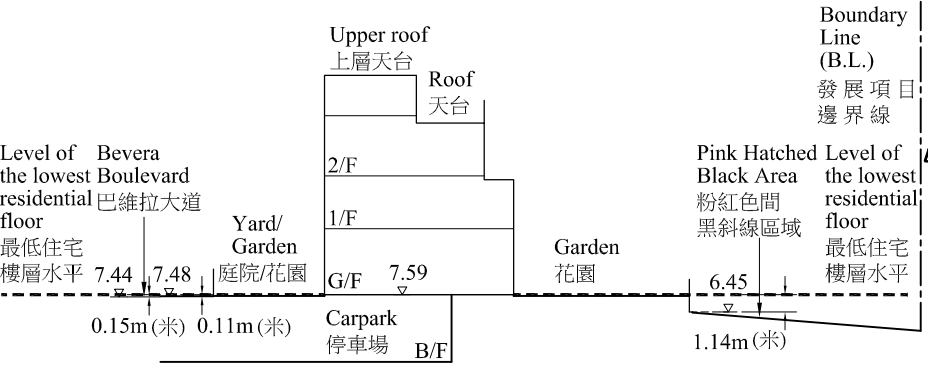 Boundary
Line
(B.L.)
發展項目
邊界線
Upper roof
上層天台
Roof
天台
Level of
the lowest
residential
floor
最低住宅
樓層水平
Bevera
Boulevard
巴維拉大道
Yard/
Garden
庭院/花園
2/F
1/F
G/F
7.59
Garden
花園
Pink Hatched
Black Area
粉紅色間
黑斜線區域
Level of
the lowest
residential
floor
最低住宅
樓層水平
7.44
7.48
6.45
0.15m(米)
0.11m(米)
Carpark
停車場
B/F
1.14m(米)